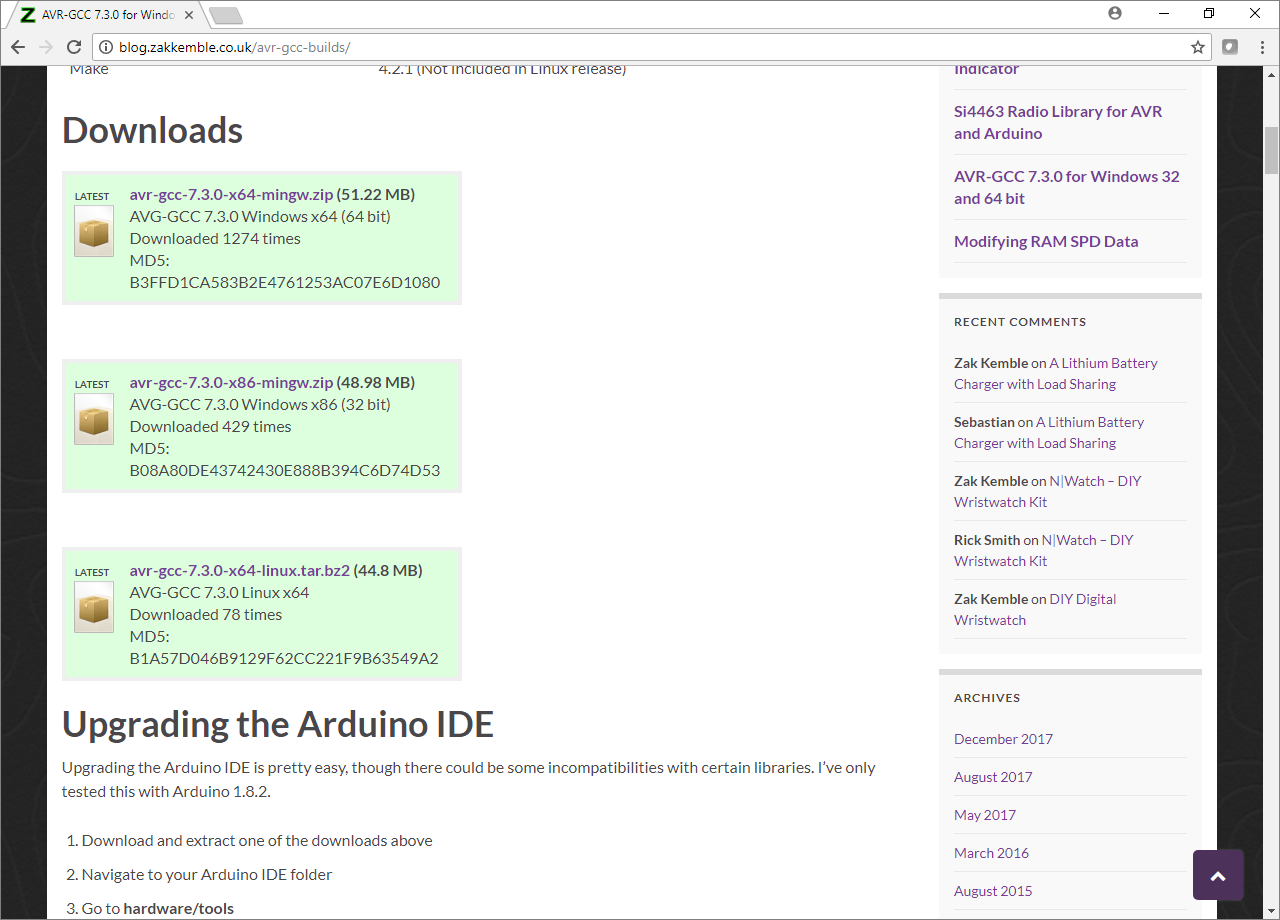 AVR-GCC 7.3.0 for Windo
blog.zakkemble.co.uk/avr-gcc-builds/
Make 4.2.1 (Not included in Linux release)
Downloads
LATEST
avr-gcc-7.3.0-x64-mingw.zip (51.22 MB)
AVG-GCC 7.3.0 Windows x64 (64 bit)
Downloaded 1274 times
MD5:
B3FFD1CA583B2E4761253AC07E6D1080
LATEST
avr-gcc-7.3.0-x86-mingw.zip (48.98 MB)
AVG-GCC 7.3.0 Windows x86 (32 bit)
Downloaded 429 times
MD5:
B08A80DE43742430E888B394C6D74D53
LATEST
avr-gcc-7.3.0-x64-linux.tar.bz2 (44.8 MB)
AVG-GCC 7.3.0 Linux x64
Downloaded 78 times
MD5:
B1A57D046B9129F62CC221F9B63549A2
Upgrading the Arduino IDE
Upgrading the Arduino IDE is pretty easy, though there could be some incompatibilities with certain libraries. I’ve only
tested this with Arduino 1.8.2.
1. Download and extract one of the downloads above
2. Navigate to your Arduino IDE folder
3. Go to hardware/tools
Indicator
Si4463 Radio Library for AVR
and Arduino
AVR-GCC 7.3.0 for Windows 32
and 64 bit
Modifying RAM SPD Data
RECENT COMMENTS
Zak Kemble on A Lithium Battery
Charger with Load Sharing
Sebastian on A Lithium Battery
Charger with Load Sharing
Zak Kemble on N|Watch – DIY
Wristwatch Kit
Rick Smith on N|Watch – DIY
Wristwatch Kit
Zak Kemble on DIY Digital
Wristwatch
ARCHIVES
December 2017
August 2017
May 2017
March 2016
August 2015